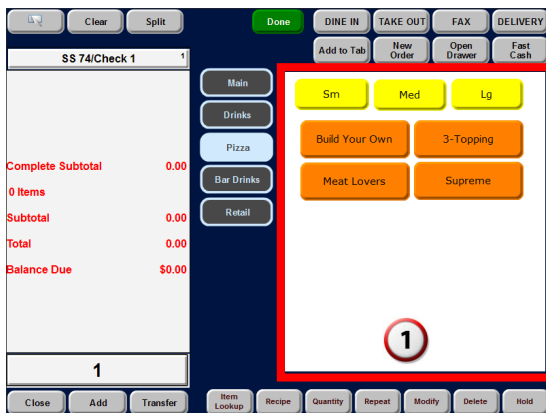 Clear Split Done DINE IN TAKE OUT FAX DELIVERY
Add to Tab New Order Open Drawer Fast Cash
SS 74/Check 1 1
Main
Drinks
Pizza
Bar Drinks
Retail
Sm Med Lg
Build Your Own 3-Topping
Meat Lovers Supreme
Complete Subtotal 0.00
0 Items
Subtotal 0.00
Total 0.00
Balance Due $0.00
1
1
Close Add Transfer Item Lookup Recipe Quantity Repeat Modify Delete Hold